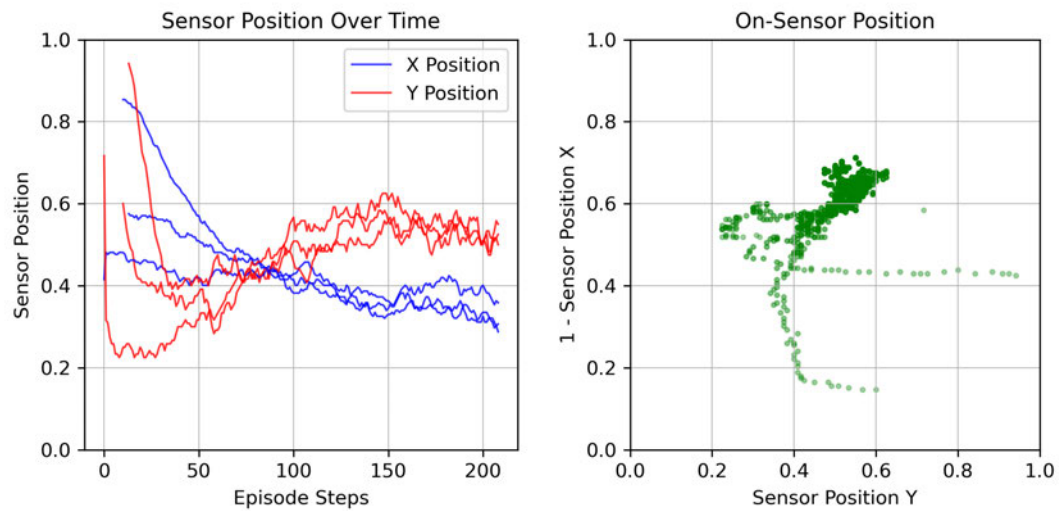 Sensor Position Over Time
1.0
0.8
0.6
0.4
0.2
0.0
Sensor Position
X Position
Y Position
0 50 100 150 200
Episode Steps
On-Sensor Position
1.0
0.8
0.6
0.4
0.2
0.0
1 - Sensor Position X
0.0 0.2 0.4 0.6 0.8 1.0
Sensor Position Y